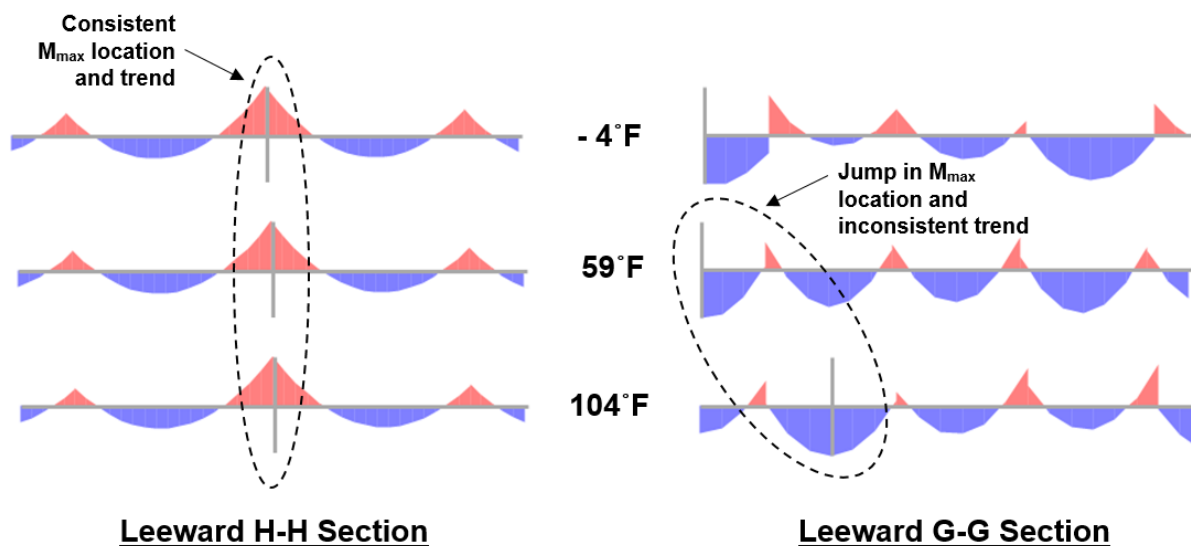 Consistent
Mmax location
and trend
- 4°F
Jump in Mmax
location and
inconsistent trend
59°F
104°F
Leeward H-H Section
Leeward G-G Section